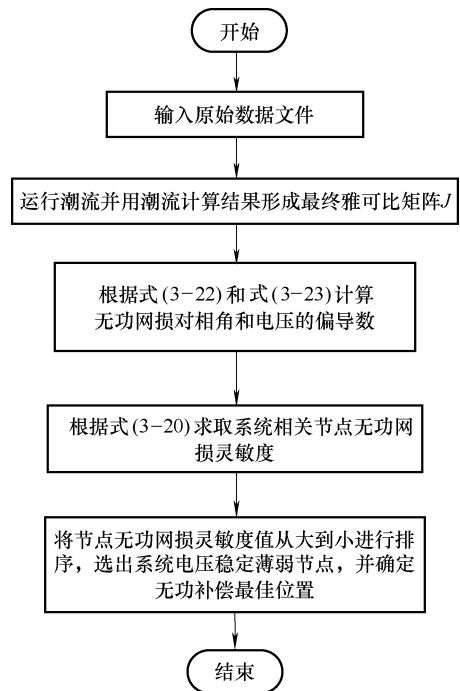 开始
输入原始数据文件
运行潮流并用潮流计算结果形成最终雅可比矩阵J
根据式(3-22)和式(3-23)计算
无功网损对相角和电压的偏导数
根据式(3-20)求取系统相关节点无功网
损灵敏度
将节点无功网损灵敏度值从大到小进行排
序，选出系统电压稳定薄弱节点，并确定
无功补偿最佳位置
结束